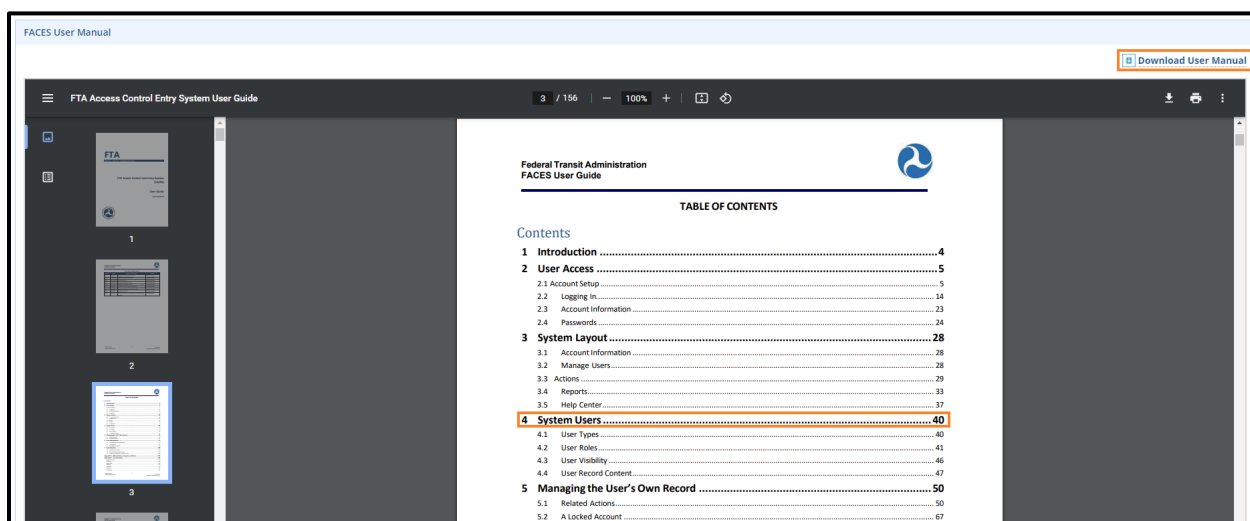 FACES User Manual
Download User Manual
FTA Access Control Entry System User Guide
3 / 156
100%
FTA
1
2
3
Federal Transit Administration
FACES User Guide
TABLE OF CONTENTS
Contents
1 Introduction ........ 4
2 User Access ........ 5
2.1 Account Setup ........ 5
2.2 Logging In ........ 14
2.3 Account Information ........ 23
2.4 Passwords ........ 24
3 System Layout ........ 28
3.1 Account Information ........ 28
3.2 Manage Users ........ 28
3.3 Actions ........ 29
3.4 Reports ........ 33
3.5 Help Center ........ 37
4 System Users ........ 40
4.1 User Types ........ 40
4.2 User Roles ........ 41
4.3 User Visibility ........ 46
4.4 User Record Content ........ 47
5 Managing the User's Own Record ........ 50
5.1 Related Actions ........ 50
5.2 A Locked Account ........ 67